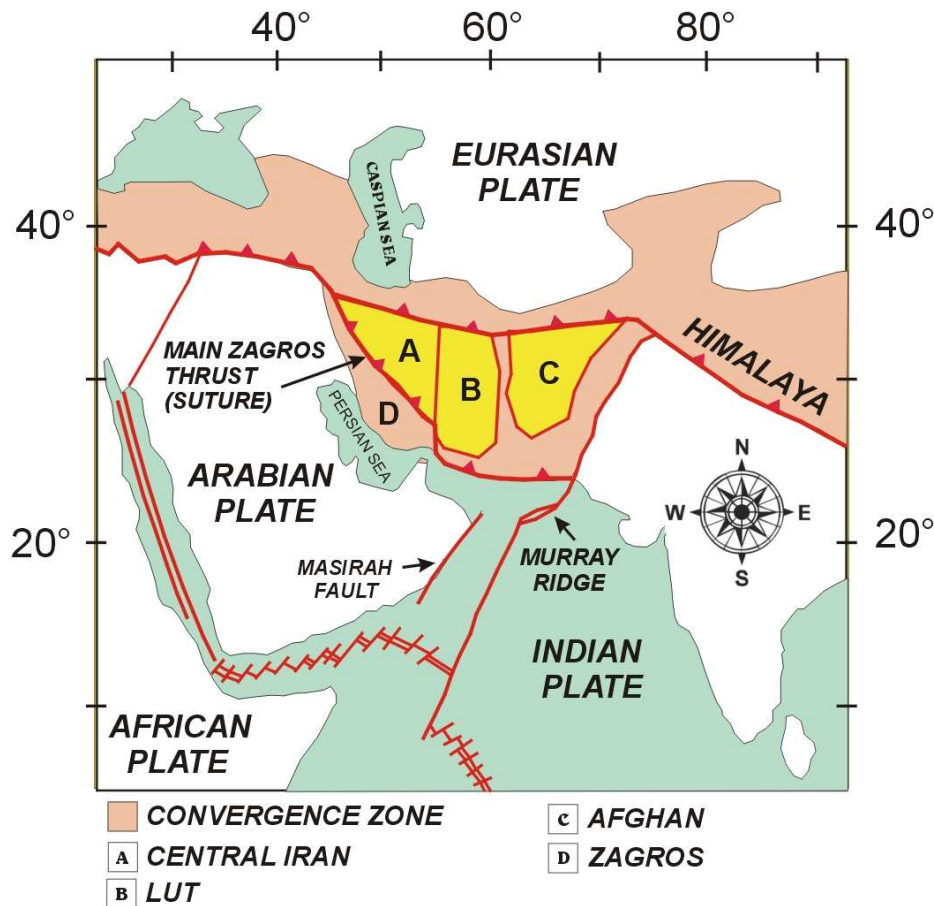 40° 60° 80°
EURASIAN
PLATE
CASPIAN SEA
40° 40°
HIMALAYA
A
B
C
MAIN ZAGROS
THRUST
(SUTURE)
D
PERSIAN SEA
ARABIAN
PLATE
N
W E
S
20° 20°
MASIRAH
FAULT
MURRAY
RIDGE
INDIAN
PLATE
AFRICAN
PLATE
CONVERGENCE ZONE
A CENTRAL IRAN
B LUT
C AFGHAN
D ZAGROS